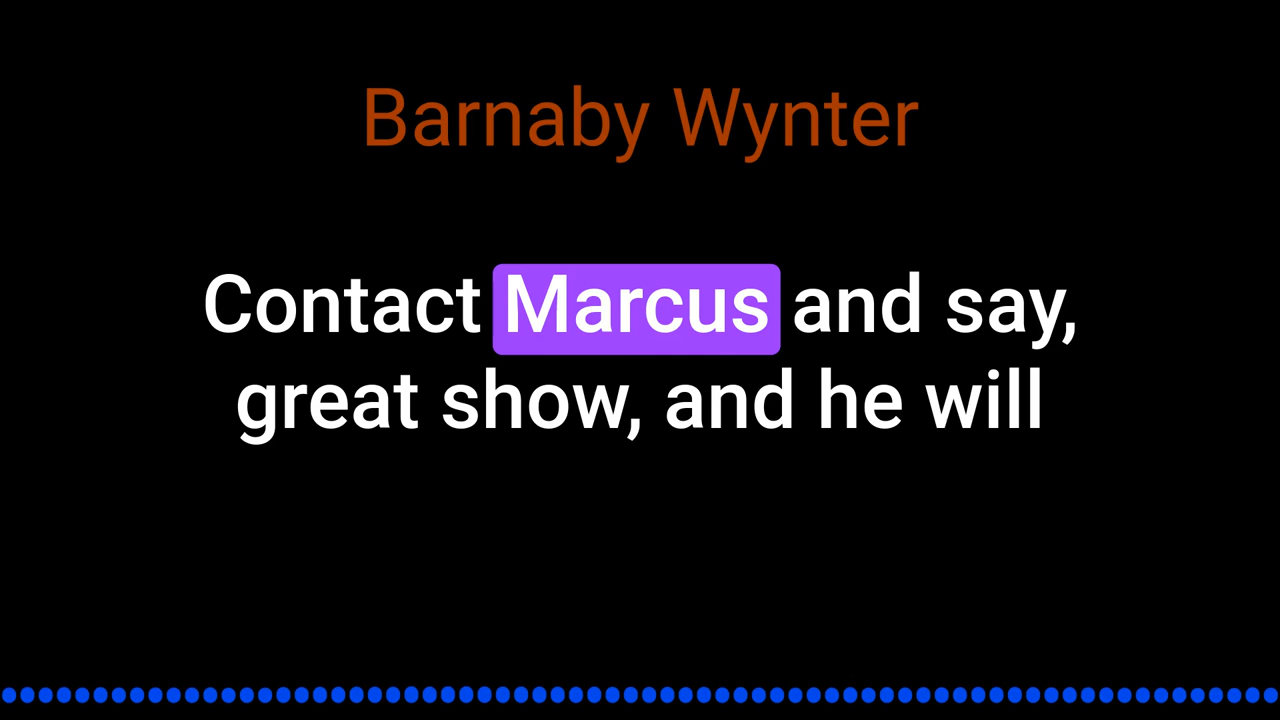 Barnaby Wynter
Contact Marcus and say,
great show, and he will